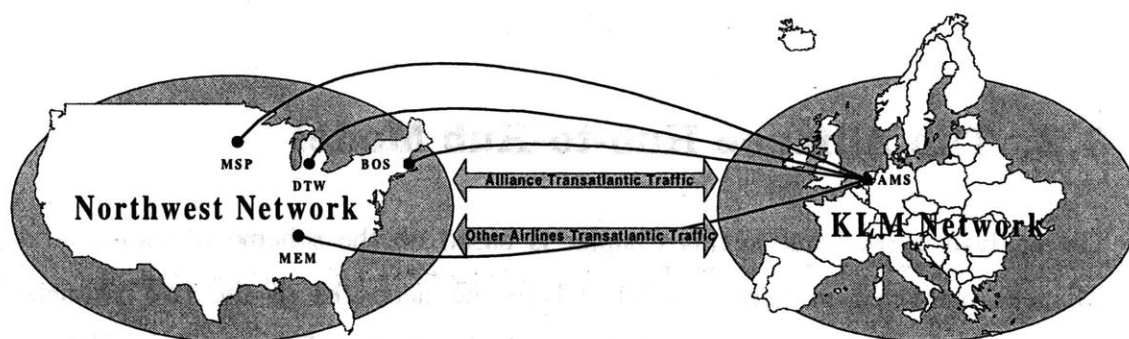 MSP
DTW
BOS
Alliance Transatlantic Traffic
AMS
Northwest Network
Other Airlines Transatlantic Traffic
KLM Network
MEM